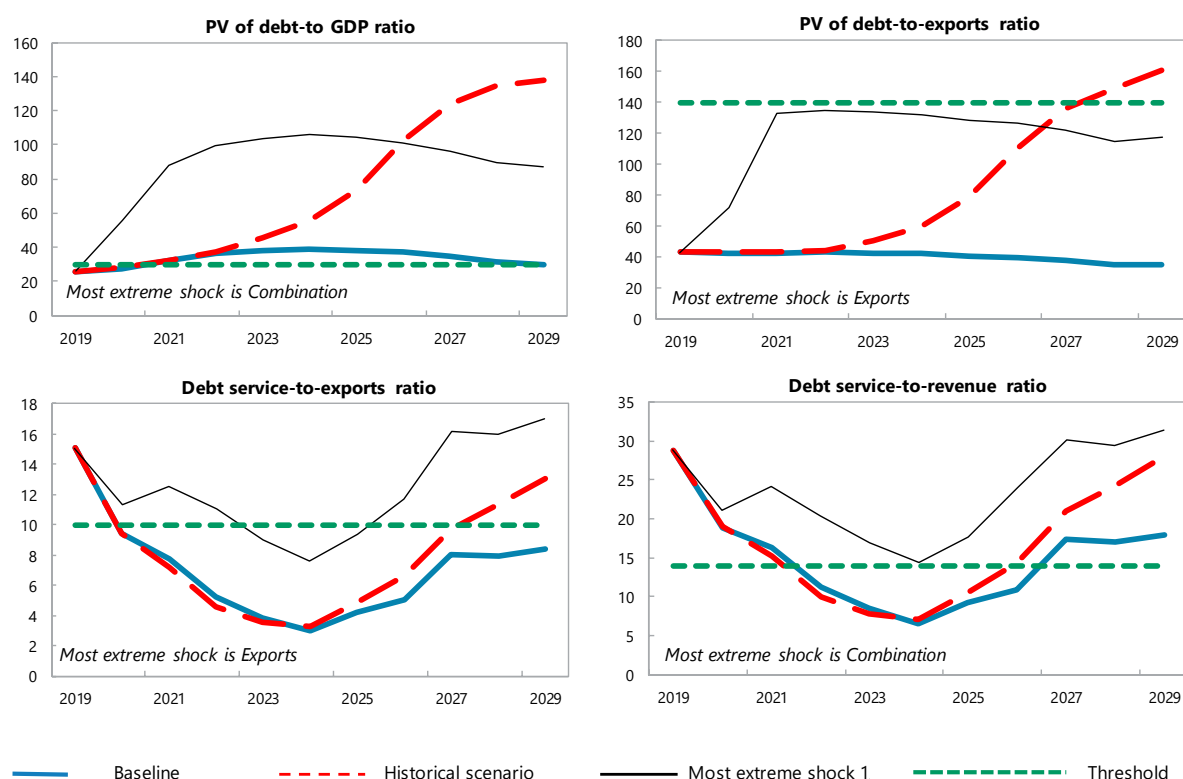 PV of debt-to GDP ratio
160
140
120
100
80
60
40
20
0
Most extreme shock is Combination
2019 2021 2023 2025 2027 2029
PV of debt-to-exports ratio
180
160
140
120
100
80
60
40
20
0
Most extreme shock is Exports
2019 2021 2023 2025 2027 2029
Debt service-to-exports ratio
18
16
14
12
10
8
6
4
2
0
Most extreme shock is Exports
2019 2021 2023 2025 2027 2029
Debt service-to-revenue ratio
35
30
25
20
15
10
5
0
Most extreme shock is Combination
2019 2021 2023 2025 2027 2029
Baseline Historical scenario Most extreme shock 1 Threshold